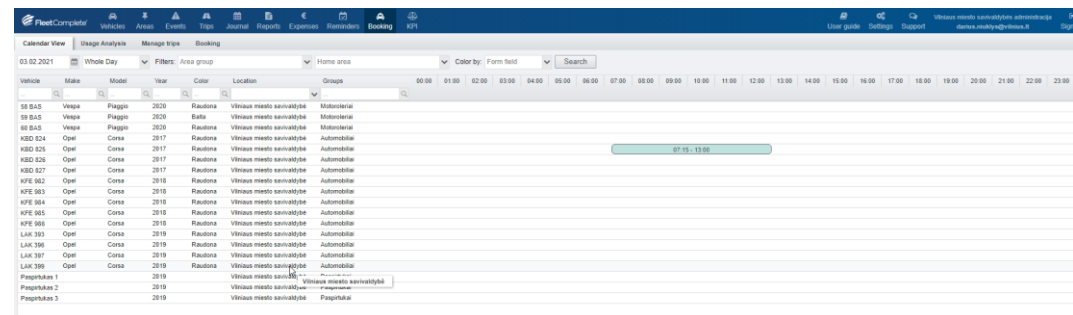 FleetComplete Vehicles Areas Events Trips Journal Reports Expenses Reminders Booking KPI User guide Settings Support Vilniaus miesto savivaldybės administracija Sign
Calendar View Usage Analysis Manage trips Booking
03.02.2021 Whole Day Filters: Area group Home area Color by: Form field Search
Vehicle Make Model Year Color Location Groups 00:00 01:00 02:00 03:00 04:00 05:00 06:00 07:00 08:00 09:00 10:00 11:00 12:00 13:00 14:00 15:00 16:00 17:00 18:00 19:00 20:00 21:00 22:00 23:00
58 BAS Vespa Piaggio 2020 Raudona Vilniaus miesto savivaldybė Motoroleriai
59 BAS Vespa Piaggio 2020 Balta Vilniaus miesto savivaldybė Motoroleriai
60 BAS Vespa Piaggio 2020 Raudona Vilniaus miesto savivaldybė Motoroleriai
KBD 824 Opel Corsa 2017 Raudona Vilniaus miesto savivaldybė Automobiliai
KBD 825 Opel Corsa 2017 Raudona Vilniaus miesto savivaldybė Automobiliai 07:15 - 13:00
KBD 826 Opel Corsa 2017 Raudona Vilniaus miesto savivaldybė Automobiliai
KBD 827 Opel Corsa 2017 Raudona Vilniaus miesto savivaldybė Automobiliai
KFE 982 Opel Corsa 2018 Raudona Vilniaus miesto savivaldybė Automobiliai
KFE 983 Opel Corsa 2018 Raudona Vilniaus miesto savivaldybė Automobiliai
KFE 984 Opel Corsa 2018 Raudona Vilniaus miesto savivaldybė Automobiliai
KFE 985 Opel Corsa 2018 Raudona Vilniaus miesto savivaldybė Automobiliai
KFE 986 Opel Corsa 2018 Raudona Vilniaus miesto savivaldybė Automobiliai
LAK 393 Opel Corsa 2019 Raudona Vilniaus miesto savivaldybė Automobiliai
LAK 396 Opel Corsa 2019 Raudona Vilniaus miesto savivaldybė Automobiliai
LAK 397 Opel Corsa 2019 Raudona Vilniaus miesto savivaldybė Automobiliai
LAK 399 Opel Corsa 2019 Raudona Vilniaus miesto savivaldybė Automobiliai
Paspirtukas 1 2019 Vilniaus miesto Paspirtukai
Vilniaus miesto savivaldybė
Paspirtukas 2 2019 Vilniaus miesto savivaldybė Paspirtukai
Paspirtukas 3 2019 Vilniaus miesto savivaldybė Paspirtukai